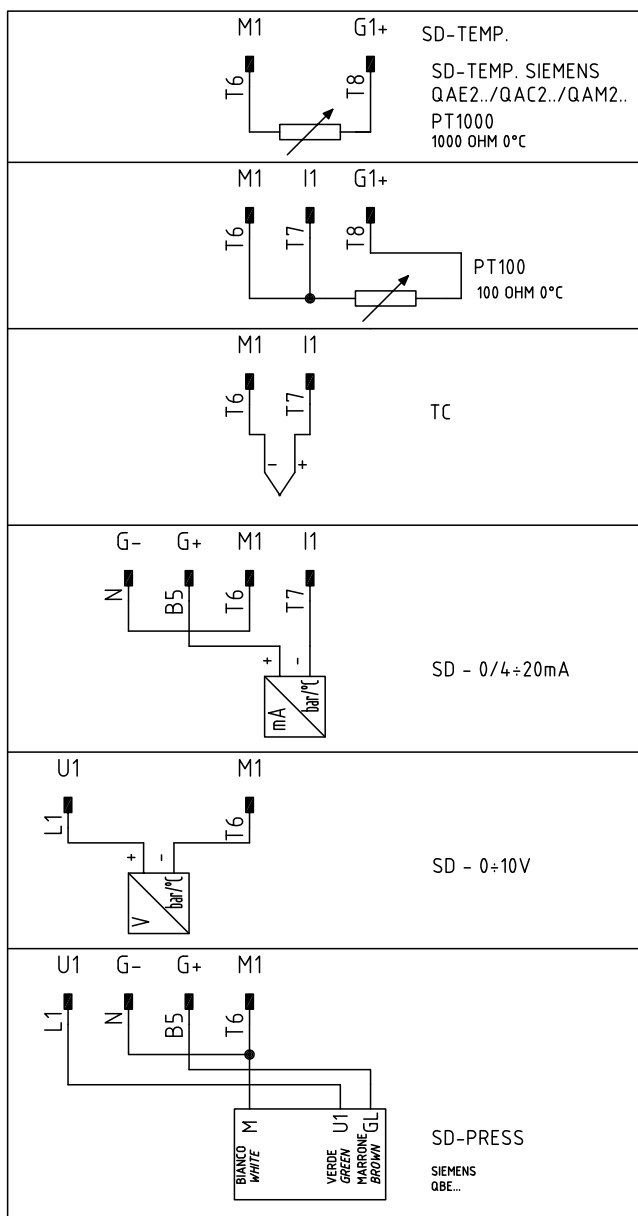 M1 G1+ SD-TEMP.
T6 T8
SD-TEMP. SIEMENS
QAE2../QAC2../QAM2..
PT1000
1000 OHM 0°C
M1 I1 G1+
T6 T7 T8
PT100
100 OHM 0°C
M1 I1
T6 T7
TC
- +
G- G+ M1 I1
N B5 T6 T7
+ -
mA bar/°C
SD - 0/4÷20mA
U1 M1
L1 T6
+ -
V bar/°C
SD - 0÷10V
U1 G- G+ M1
L1 N B5 T6
M U1 GL
BIANCO VERDE MARRONE
WHITE GREEN BROWN
SD-PRESS
SIEMENS
QBE...